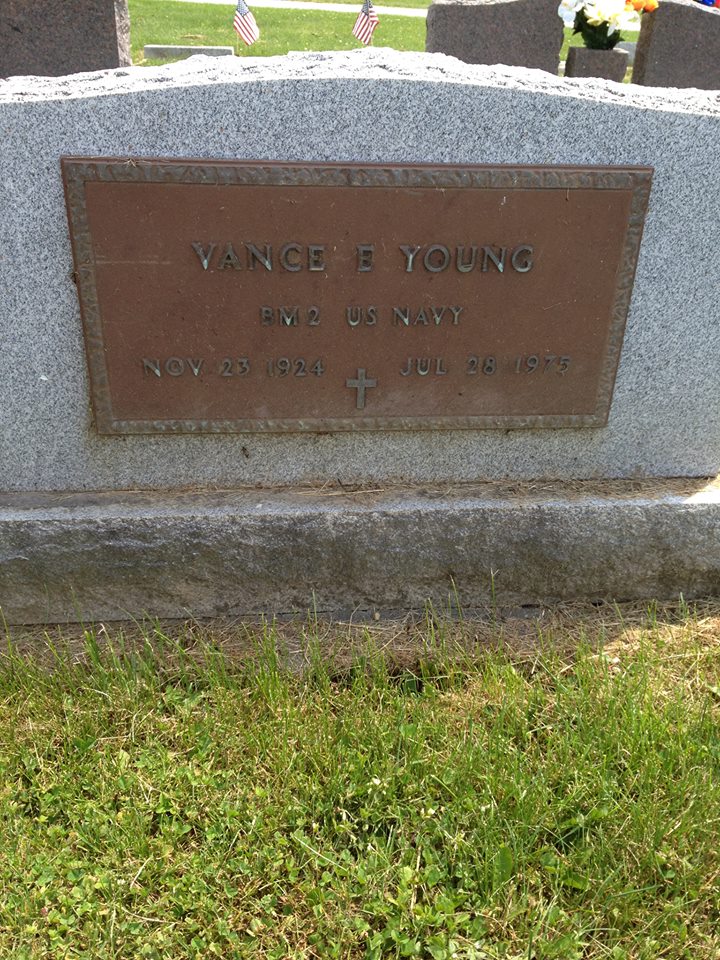 VANCE E YOUNG
BM2 US NAVY
NOV 23 1924 JUL 28 1975